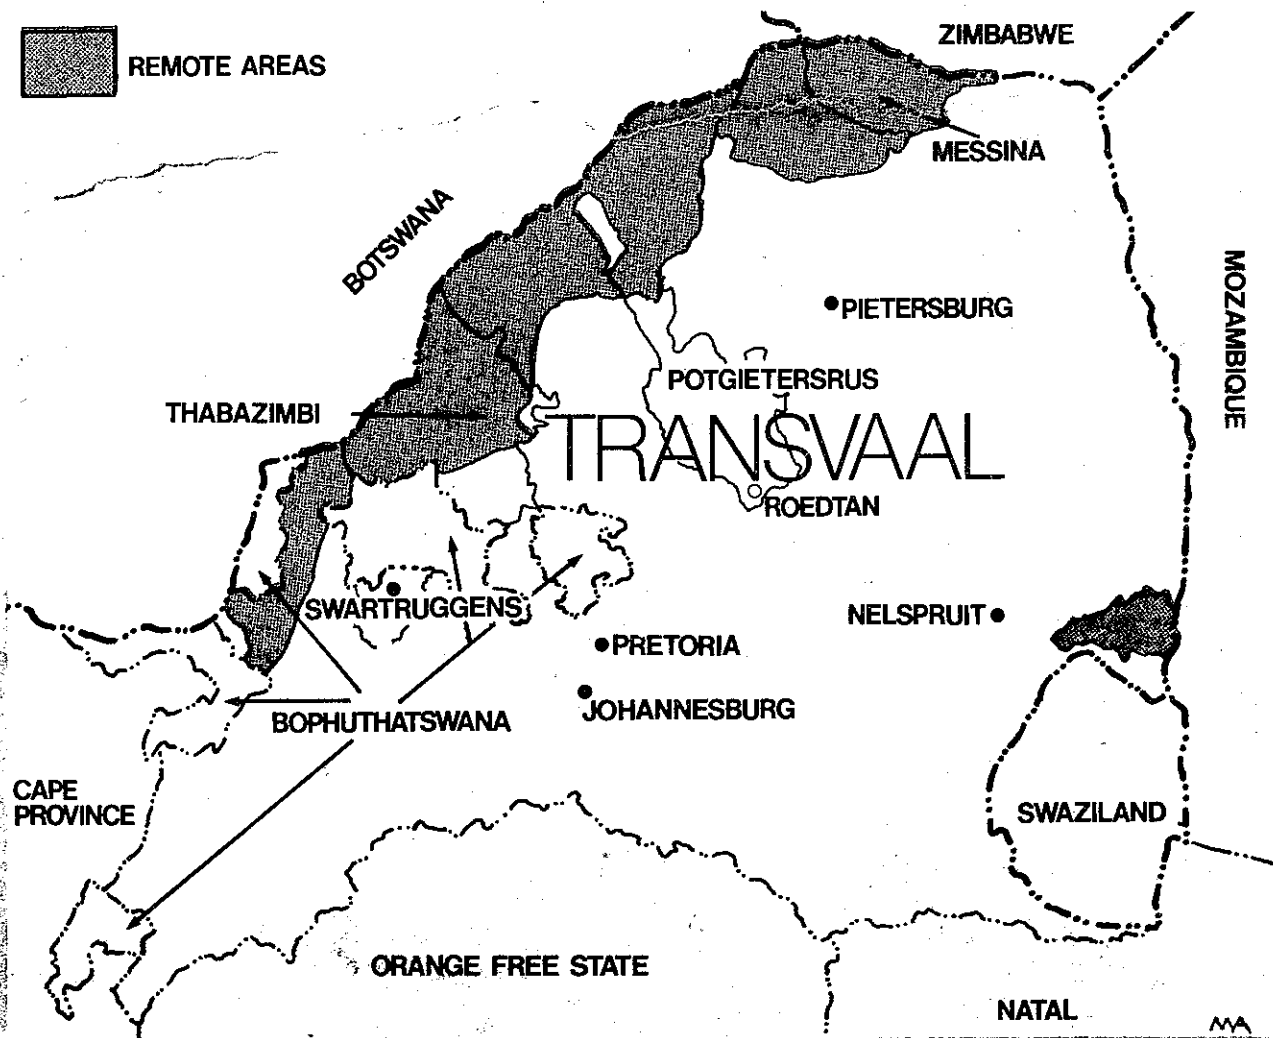 ZIMBABWE
REMOTE AREAS
MESSINA
BOTSWANA
MOZAMBIQUE
PIETERSBURG
POTGIETERSRUS
THABAZIMBI
TRANSVAAL
ROEDTAN
SWARTRUGGENS
NELSPRUIT
PRETORIA
JOHANNESBURG
BOPHUTHATSWANA
CAPE
PROVINCE
SWAZILAND
ORANGE FREE STATE
NATAL
MA